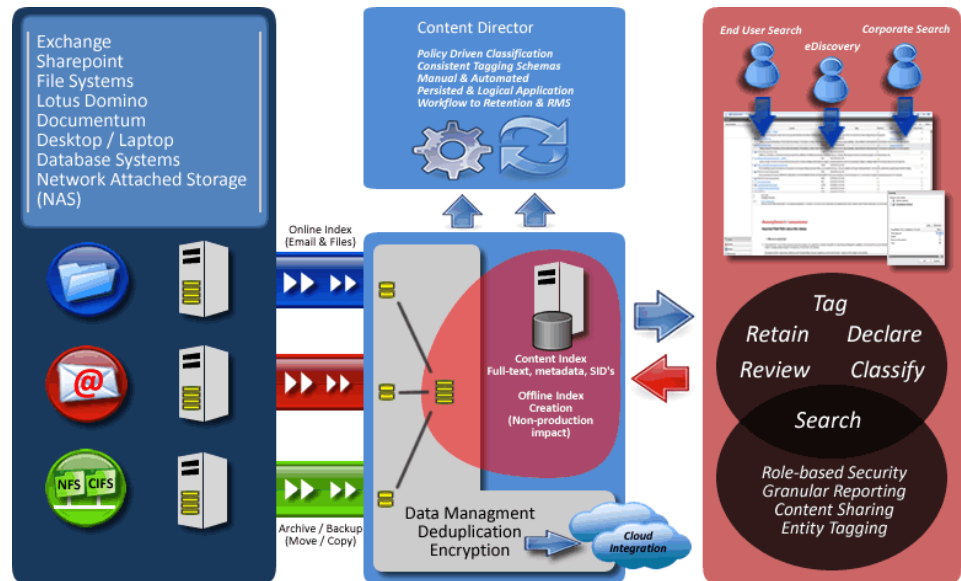 Exchange
Sharepoint
File Systems
Lotus Domino
Documentum
Desktop / Laptop
Database Systems
Network Attached Storage
(NAS)
@
NFS CIFS
Online Index
(Email & Files)
Archive / Backup
(Move / Copy)
Content Director
Policy Driven Classification
Consistent Tagging Schemas
Manual & Automated
Persisted & Logical Application
Workflow to Retention & RMS
Content Index
Full-text, metadata, SID's
Offline Index
Creation
(Non-production
impact)
Data Managment
Deduplication
Encryption
Cloud
Integration
End User Search
eDiscovery
Corporate Search
Tag
Retain Declare
Review Classify
Search
Role-based Security
Granular Reporting
Content Sharing
Entity Tagging